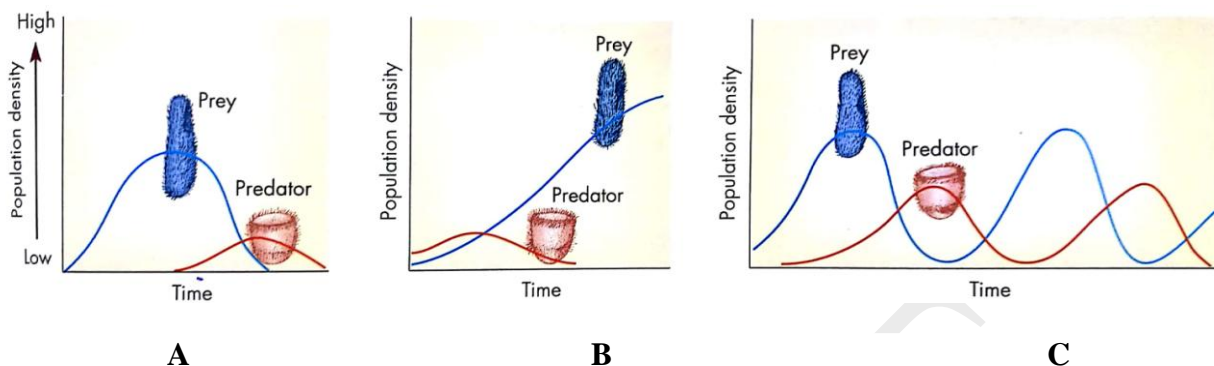 High
Population density
Low
Prey
Predator
Time
A
Population density
Prey
Predator
Time
B
Population density
Prey
Predator
Time
C